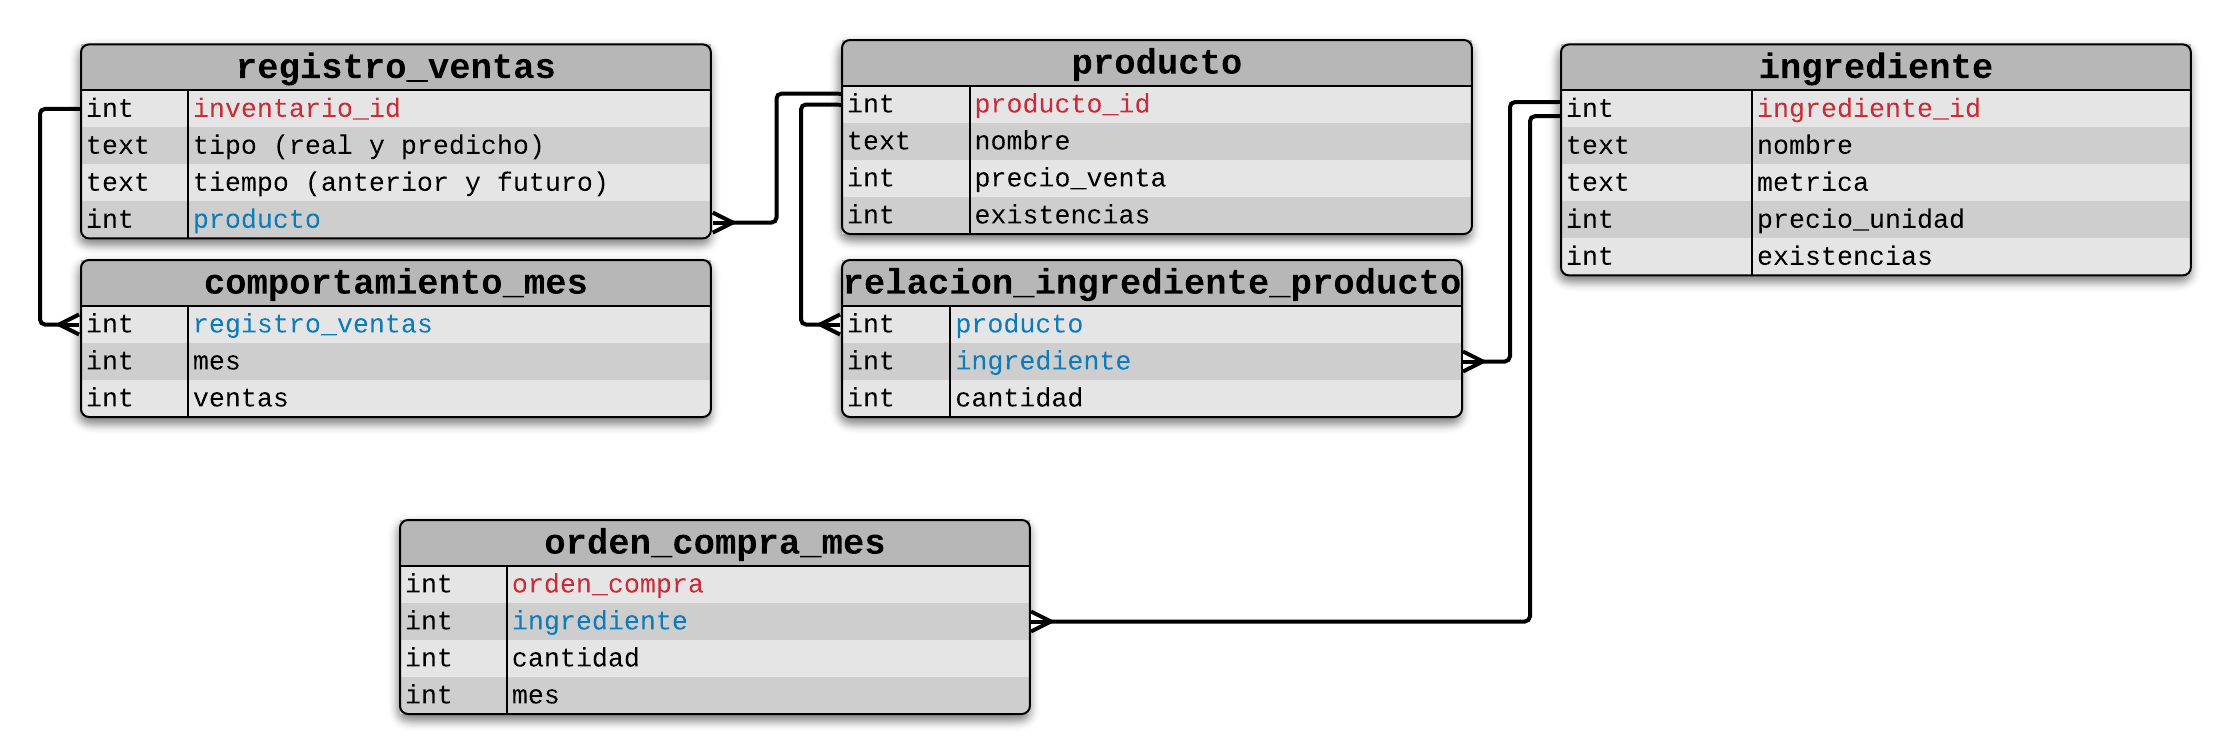 registro_ventas
int inventario_id
text tipo (real y predicho)
text tiempo (anterior y futuro)
int producto
comportamiento_mes
int registro_ventas
int mes
int ventas
producto
int producto_id
text nombre
int precio_venta
int existencias
relacion_ingrediente_producto
int producto
int ingrediente
int cantidad
ingrediente
int ingrediente_id
text nombre
text metrica
int precio_unidad
int existencias
orden_compra_mes
int orden_compra
int ingrediente
int cantidad
int mes